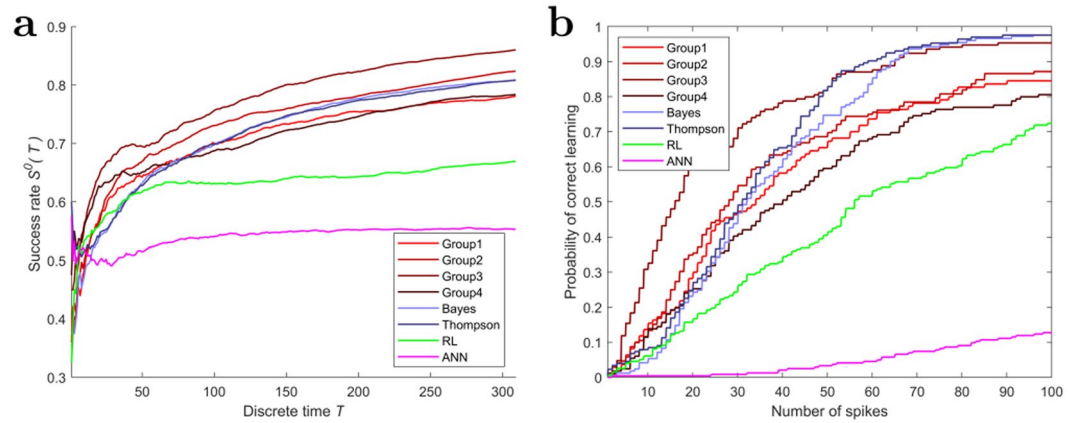 a
0.9
0.8
0.7
0.6
0.5
0.4
0.3
Success rate S⁰( T )
50
100
150
200
250
300
Discrete time T
Group1
Group2
Group3
Group4
Bayes
Thompson
RL
ANN
b
1
0.9
0.8
0.7
0.6
0.5
0.4
0.3
0.2
0.1
0
Probability of correct learning
10
20
30
40
50
60
70
80
90
100
Number of spikes
Group1
Group2
Group3
Group4
Bayes
Thompson
RL
ANN